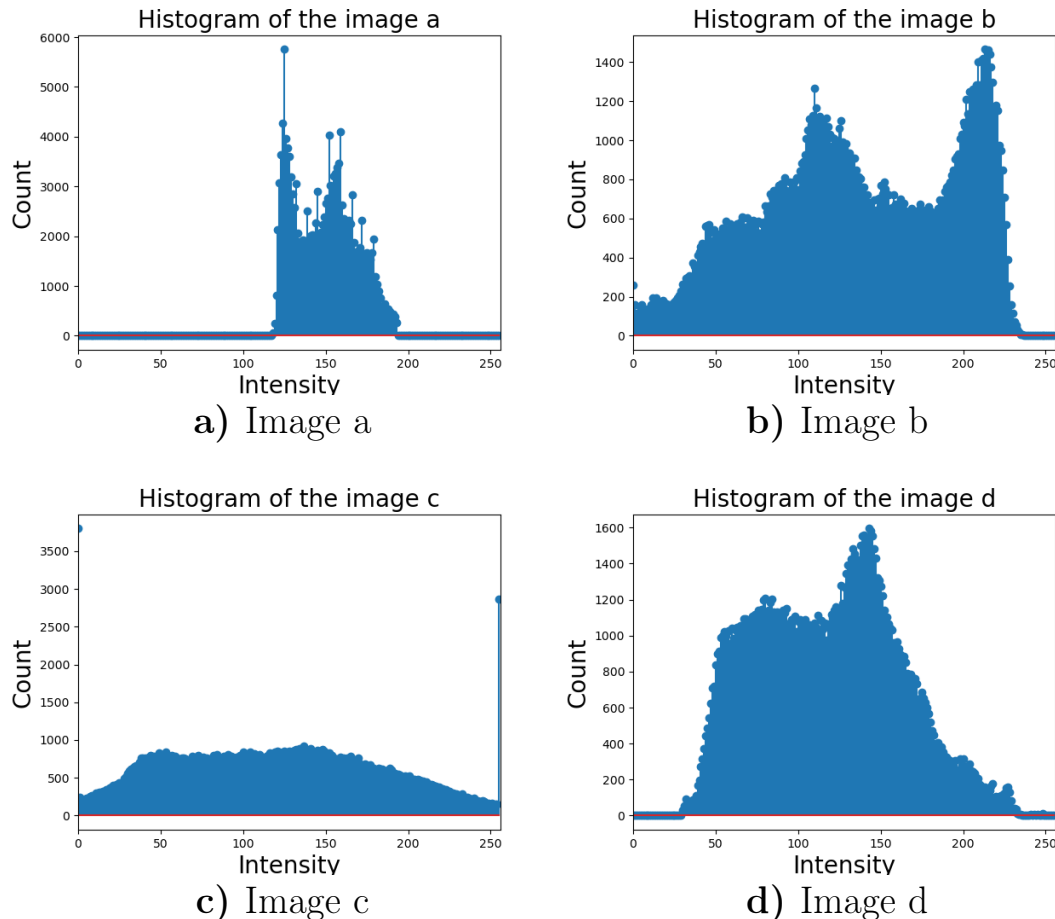 Histogram of the image a
6000
5000
4000
3000
2000
1000
0
Count
0 50 100 150 200 250
Intensity
a) Image a
Histogram of the image b
1400
1200
1000
800
600
400
200
0
Count
0 50 100 150 200 250
Intensity
b) Image b
Histogram of the image c
3500
3000
2500
2000
1500
1000
500
0
Count
0 50 100 150 200 250
Intensity
c) Image c
Histogram of the image d
1600
1400
1200
1000
800
600
400
200
0
Count
0 50 100 150 200 250
Intensity
d) Image d